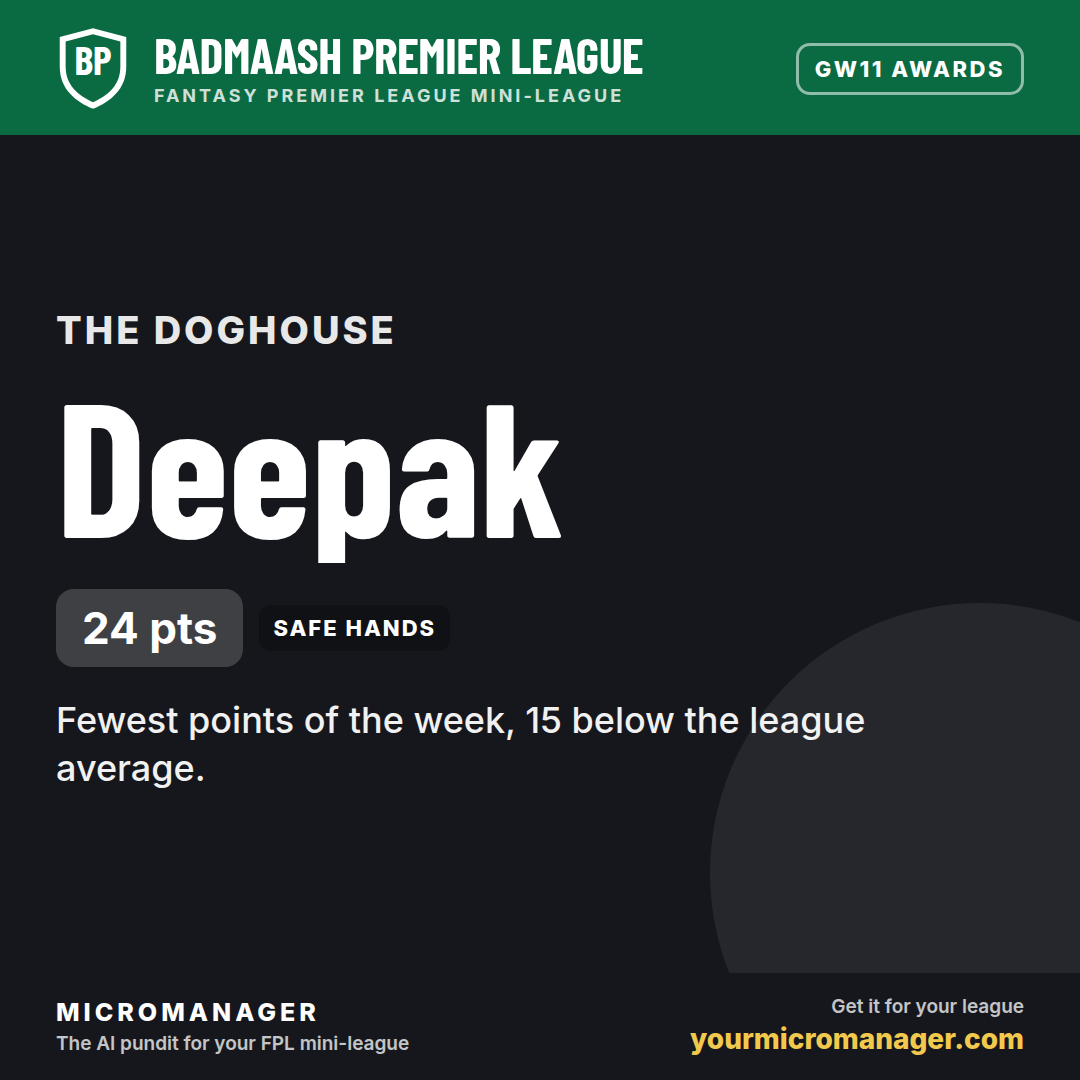 BP
BADMAASH PREMIER LEAGUE
FANTASY PREMIER LEAGUE MINI-LEAGUE
GW11 AWARDS
THE DOGHOUSE
Deepak
24 pts
SAFE HANDS
Fewest points of the week, 15 below the league
average.
MICROMANAGER
The AI pundit for your FPL mini-league
Get it for your league
yourmicromanager.com